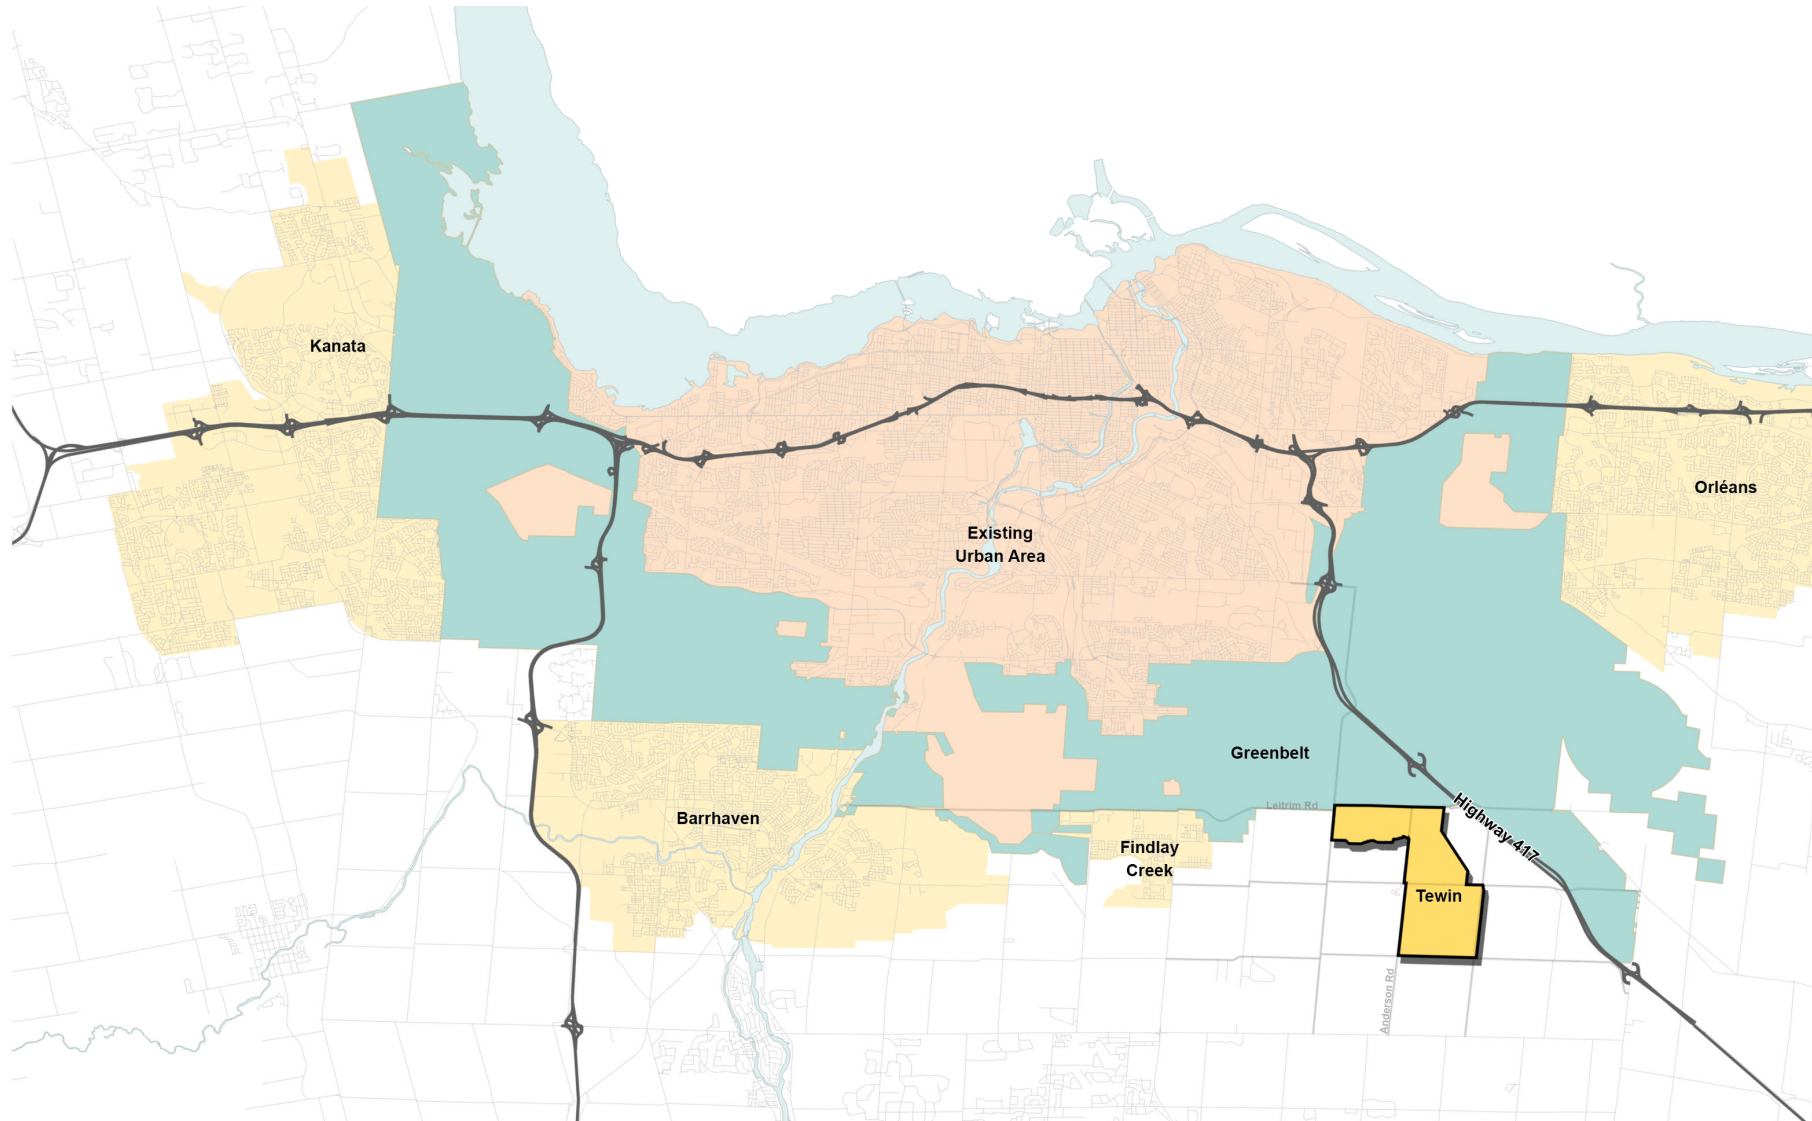 Kanata
Orléans
Existing
Urban Area
Greenbelt
Leitrim Rd
Highway 417
Barrhaven
Findlay
Creek
Tewin
Anderson Rd